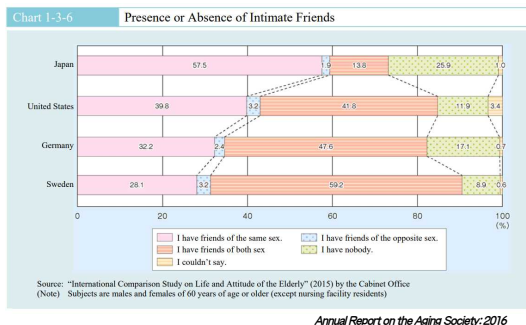 Chart 1-3-6 Presence or Absence of Intimate Friends
Japan 57.5 1.9 13.8 25.9 1.0
United States 39.8 3.2 41.8 11.9 3.4
Germany 32.2 2.4 47.6 17.1 0.7
Sweden 28.1 3.2 59.2 8.9 0.6
0 20 40 60 80 100
(%)
I have friends of the same sex. I have friends of the opposite sex.
I have friends of both sex I have nobody.
I couldn't say.
Source: "International Comparison Study on Life and Attitude of the Elderly" (2015) by the Cabinet Office
(Note) Subjects are males and females of 60 years of age or older (except nursing facility residents)
Annual Report on the Aging Society: 2016